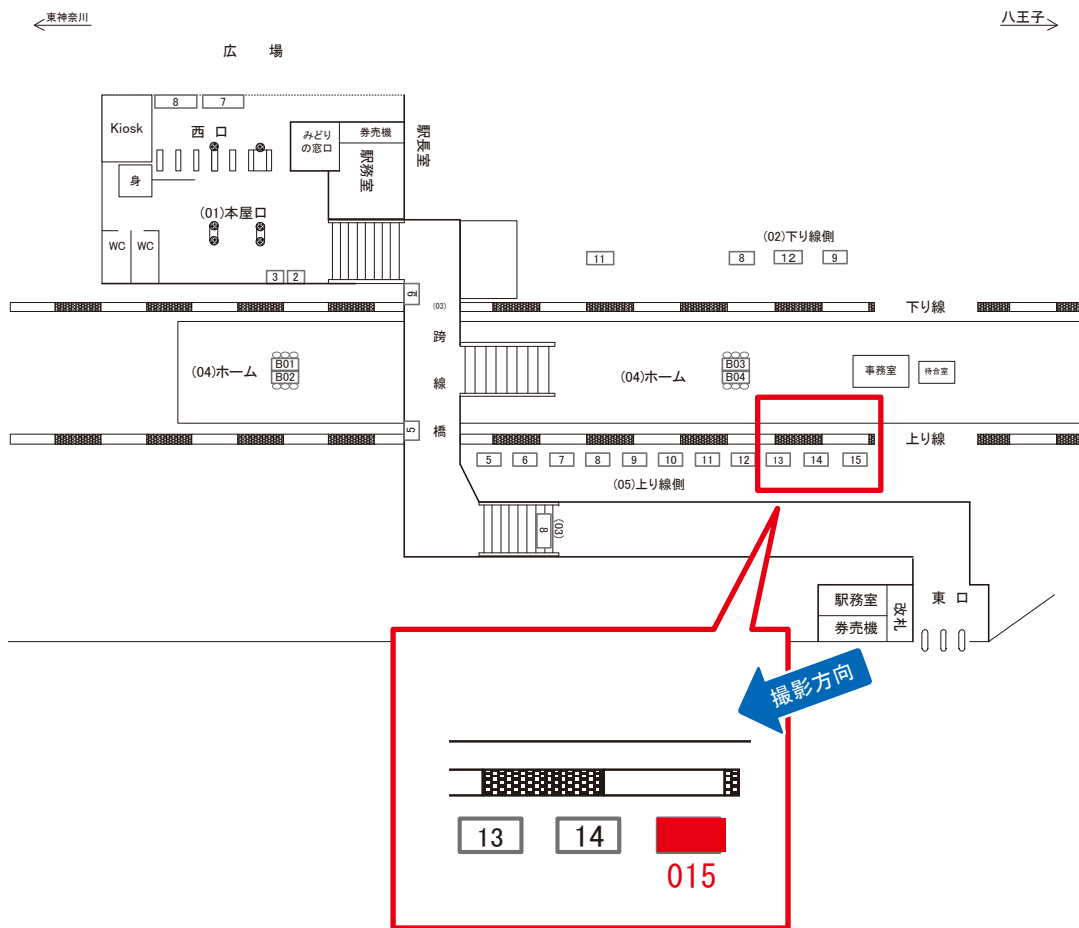 東神奈川
八王子
広 場
8
7
Kiosk
西 口
みどり
の窓口
券売機
駅務室
駅長室
身
(01)本屋口
WC
WC
3
2
(02)下り線側
11
8
12
9
9
(03)
跨線橋
下り線
(04)ホーム
B01
B02
(04)ホーム
B03
B04
事務室
待合室
5
上り線
5
6
7
8
9
10
11
12
13
14
15
(05)上り線側
8
(03)
駅務室
券売機
改札
東 口
撮影方向
13
14
015